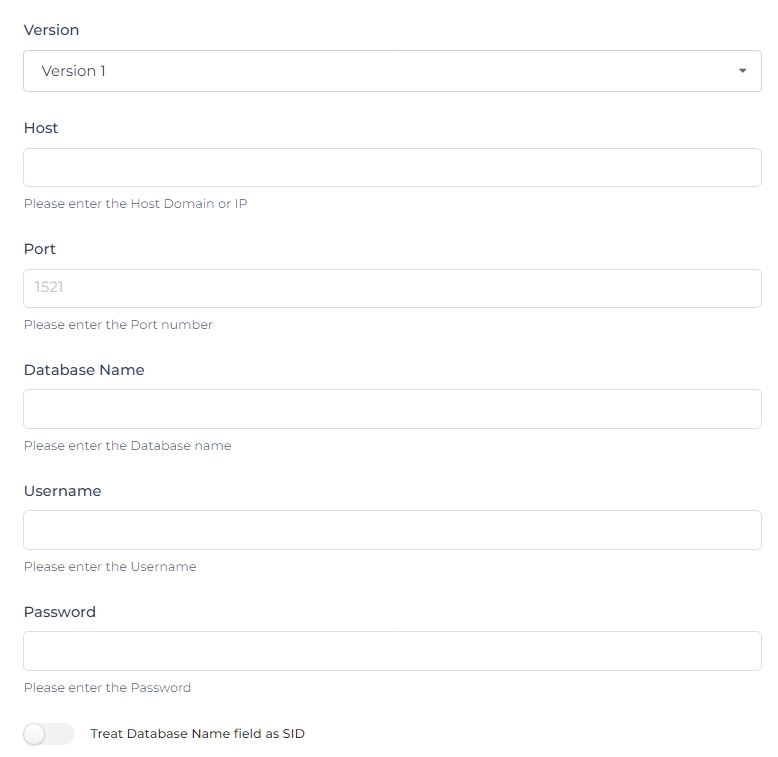 Version
Version 1
Host
Please enter the Host Domain or IP
Port
1521
Please enter the Port number
Database Name
Please enter the Database name
Username
Please enter the Username
Password
Please enter the Password
Treat Database Name field as SID